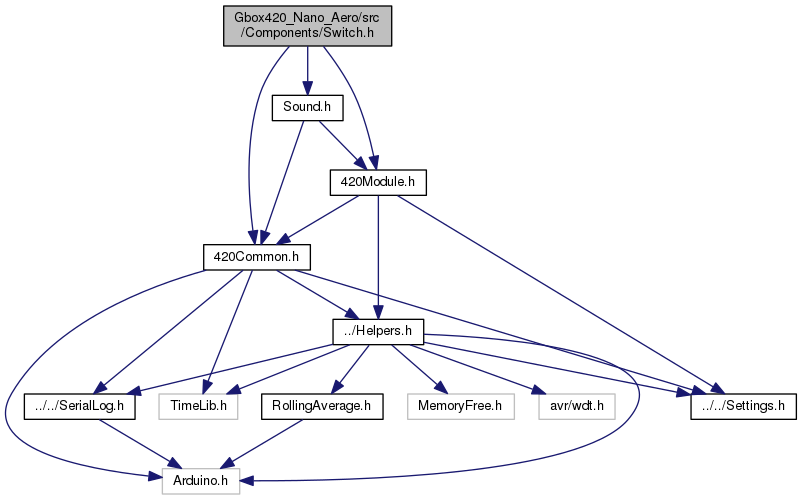 Gbox420_Nano_Aero/src
/Components/Switch.h
Sound.h
420Module.h
420Common.h
../Helpers.h
../../SerialLog.h
TimeLib.h
RollingAverage.h
MemoryFree.h
avr/wdt.h
../../Settings.h
Arduino.h